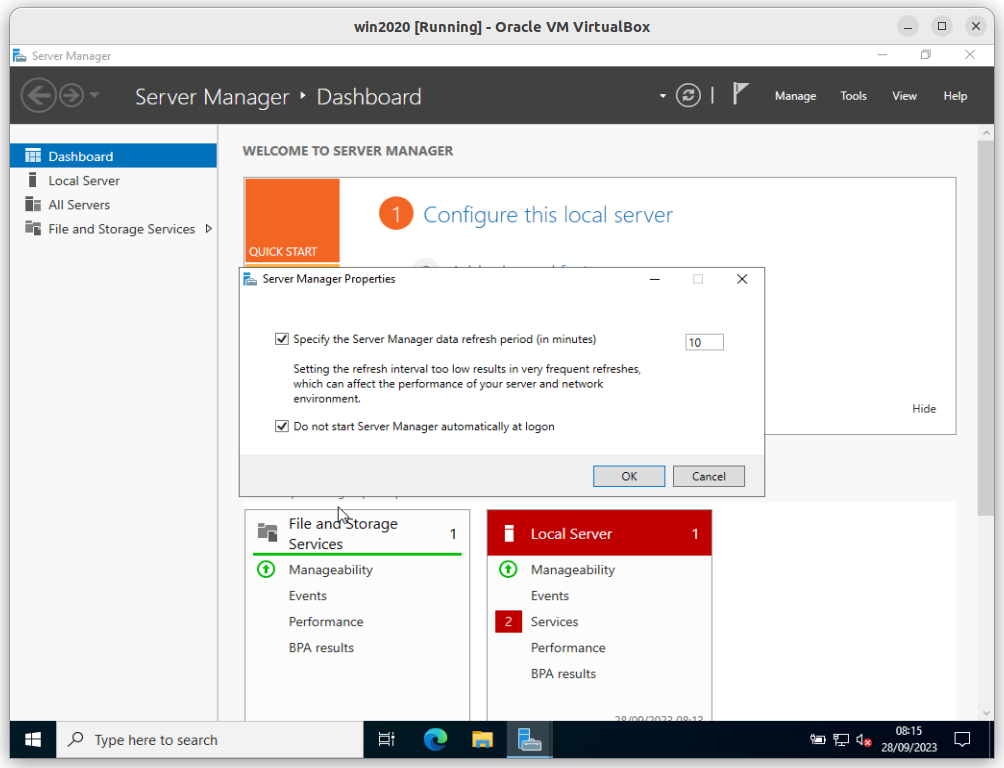 win2020 [Running] - Oracle VM VirtualBox
Server Manager
Server Manager ‣ Dashboard
Manage Tools View Help
Dashboard
Local Server
All Servers
File and Storage Services
WELCOME TO SERVER MANAGER
QUICK START
1 Configure this local server
Hide
Server Manager Properties
Specify the Server Manager data refresh period (in minutes) 10
Setting the refresh interval too low results in very frequent refreshes,
which can affect the performance of your server and network
environment.
Do not start Server Manager automatically at logon
OK Cancel
File and Storage
Services 1
Manageability
Events
Performance
BPA results
Local Server 1
Manageability
Events
2 Services
Performance
BPA results
28/09/2023 08:13
Type here to search
08:15
28/09/2023